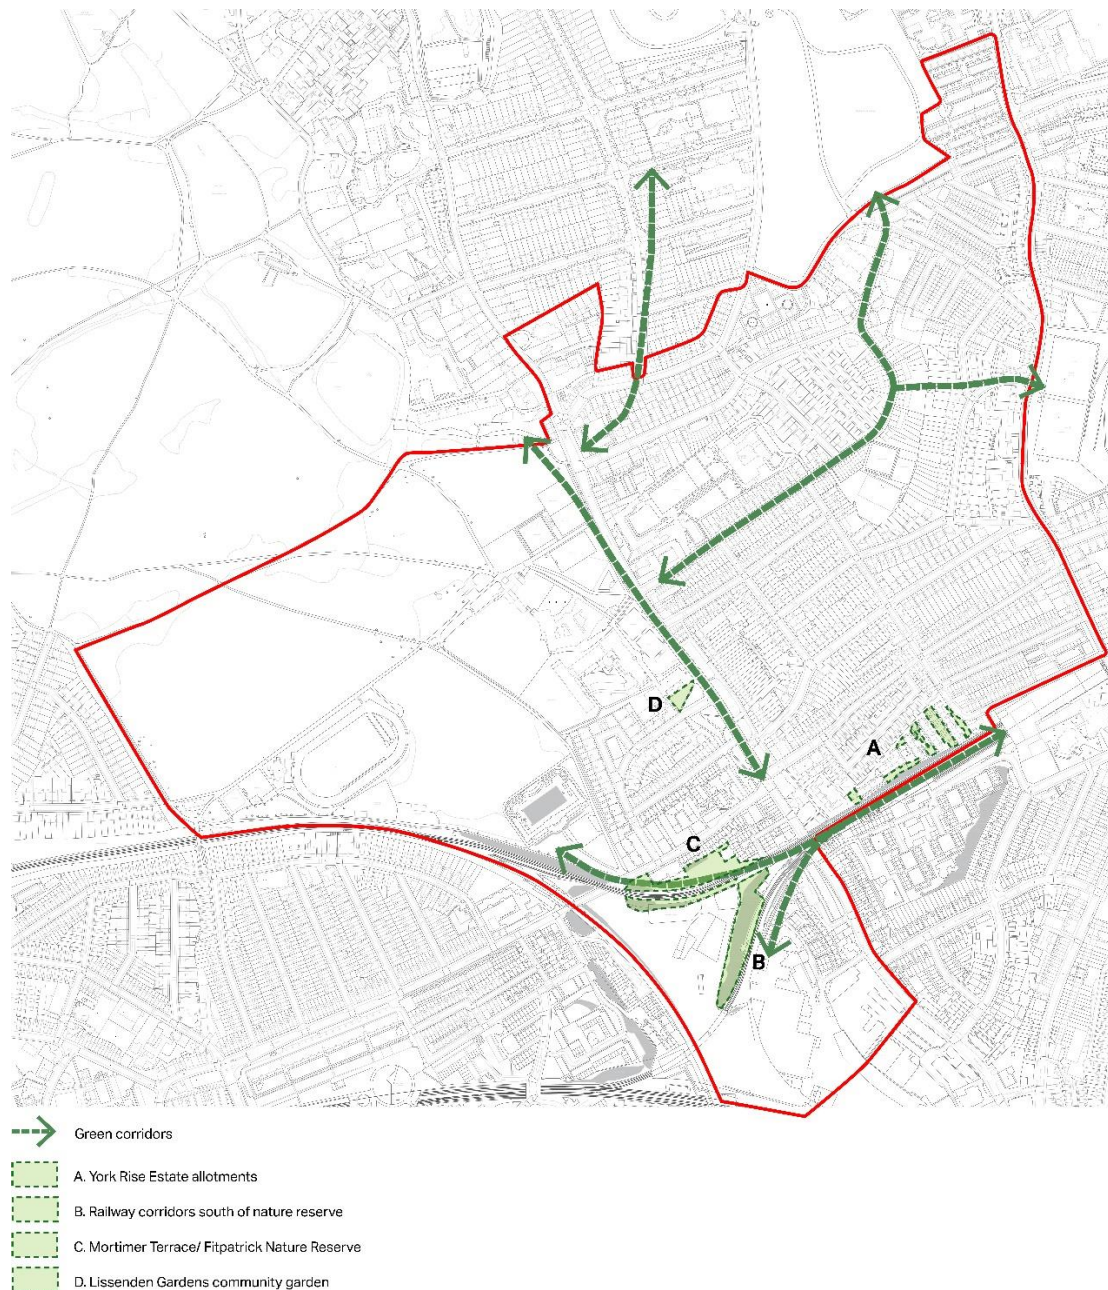 D
A
C
B
Green corridors
A. York Rise Estate allotments
B. Railway corridors south of nature reserve
C. Mortimer Terrace/ Fitpatrick Nature Reserve
D. Lissenden Gardens community garden